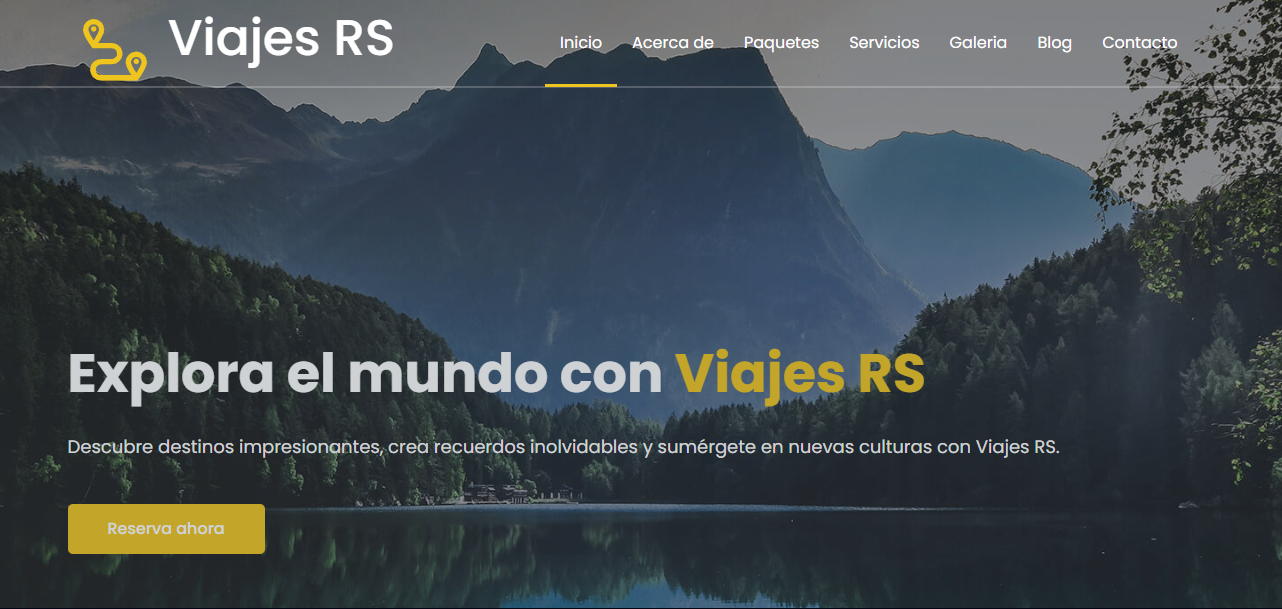 Viajes RS
Inicio Acerca de Paquetes Servicios Galeria Blog Contacto
Explora el mundo con Viajes RS
Descubre destinos impresionantes, crea recuerdos inolvidables y sumérgete en nuevas culturas con Viajes RS.
Reserva ahora